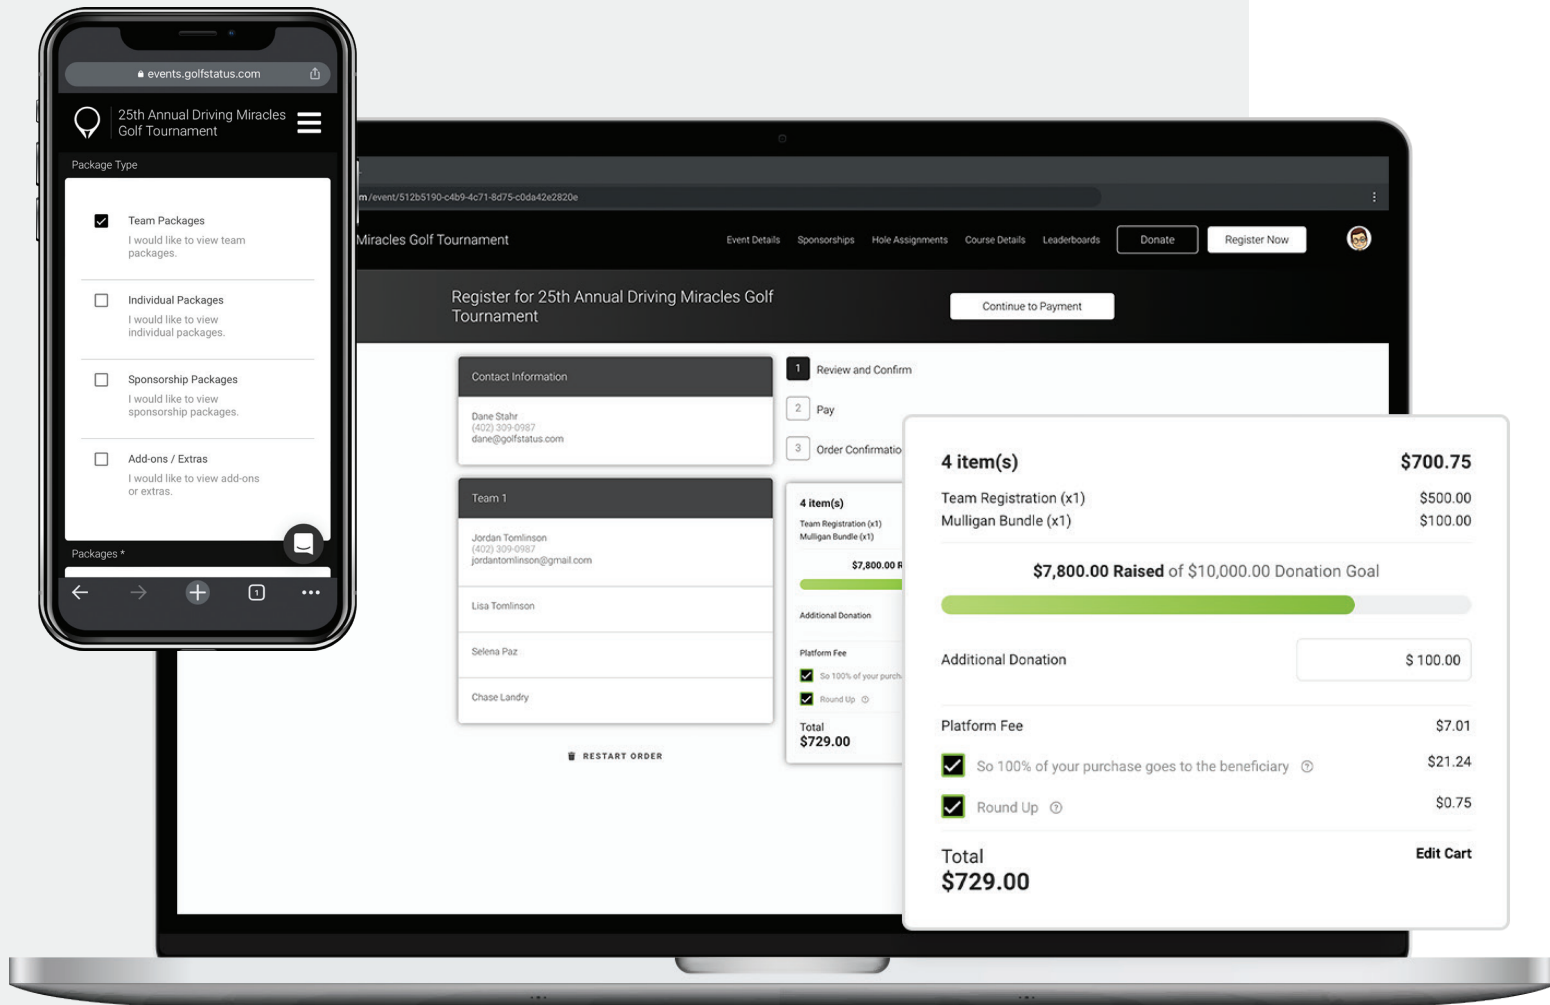 events.golfstatus.com
25th Annual Driving Miracles
Golf Tournament
Package Type
Team Packages
I would like to view team
packages.
Individual Packages
I would like to view
individual packages.
Sponsorship Packages
I would like to view
sponsorship packages.
Add-ons / Extras
I would like to view add-ons
or extras.
Packages *
1
m/event/512b5190-c4b9-4c71-8d75-c0da42e2820e
Miracles Golf Tournament
Event Details
Sponsorships
Hole Assignments
Course Details
Leaderboards
Donate
Register Now
Register for 25th Annual Driving Miracles Golf
Tournament
Continue to Payment
Contact Information
Dane Stahr
(402) 309-0987
dane@golfstatus.com
Team 1
Jordan Tomlinson
(402) 309-0987
jordantomlinson@gmail.com
Lisa Tomlinson
Selena Paz
Chase Landry
RESTART ORDER
1 Review and Confirm
2 Pay
3 Order Confirmatio
4 item(s)
Team Registration (x1)
Mulligan Bundle (x1)
$7,800.00 R
Additional Donation
Platform Fee
So 100% of your purch
Round Up
Total
$729.00
4 item(s) $700.75
Team Registration (x1) $500.00
Mulligan Bundle (x1) $100.00
$7,800.00 Raised of $10,000.00 Donation Goal
Additional Donation $ 100.00
Platform Fee $7.01
So 100% of your purchase goes to the beneficiary $21.24
Round Up $0.75
Total Edit Cart
$729.00